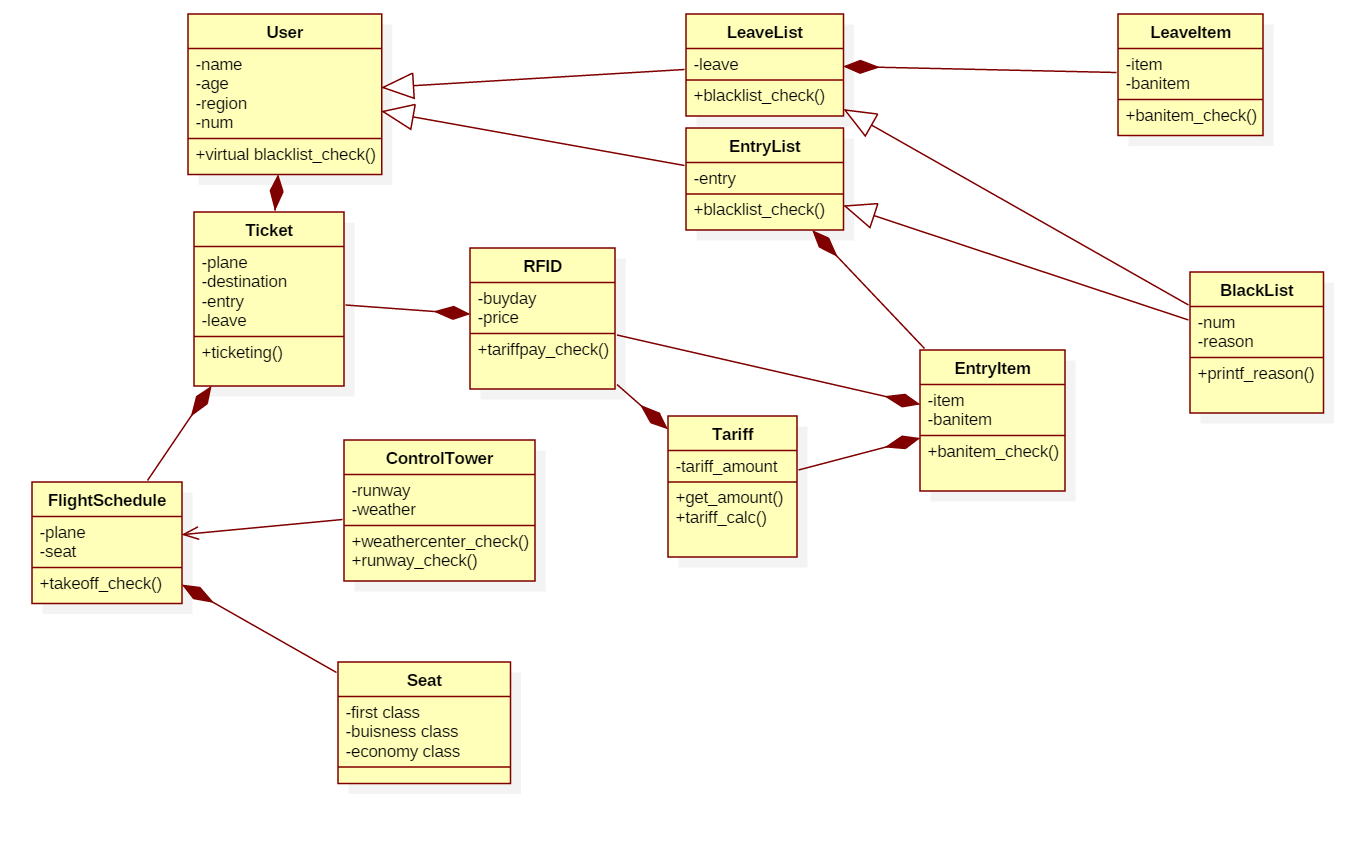 User
-name
-age
-region
-num
+virtual blacklist_check()
LeaveList
-leave
+blacklist_check()
LeaveItem
-item
-banitem
+banitem_check()
EntryList
-entry
+blacklist_check()
Ticket
-plane
-destination
-entry
-leave
+ticketing()
RFID
-buyday
-price
+tariffpay_check()
BlackList
-num
-reason
+printf_reason()
EntryItem
-item
-banitem
+banitem_check()
Tariff
-tariff_amount
+get_amount()
+tariff_calc()
ControlTower
-runway
-weather
+weathercenter_check()
+runway_check()
FlightSchedule
-plane
-seat
+takeoff_check()
Seat
-first class
-buisness class
-economy class